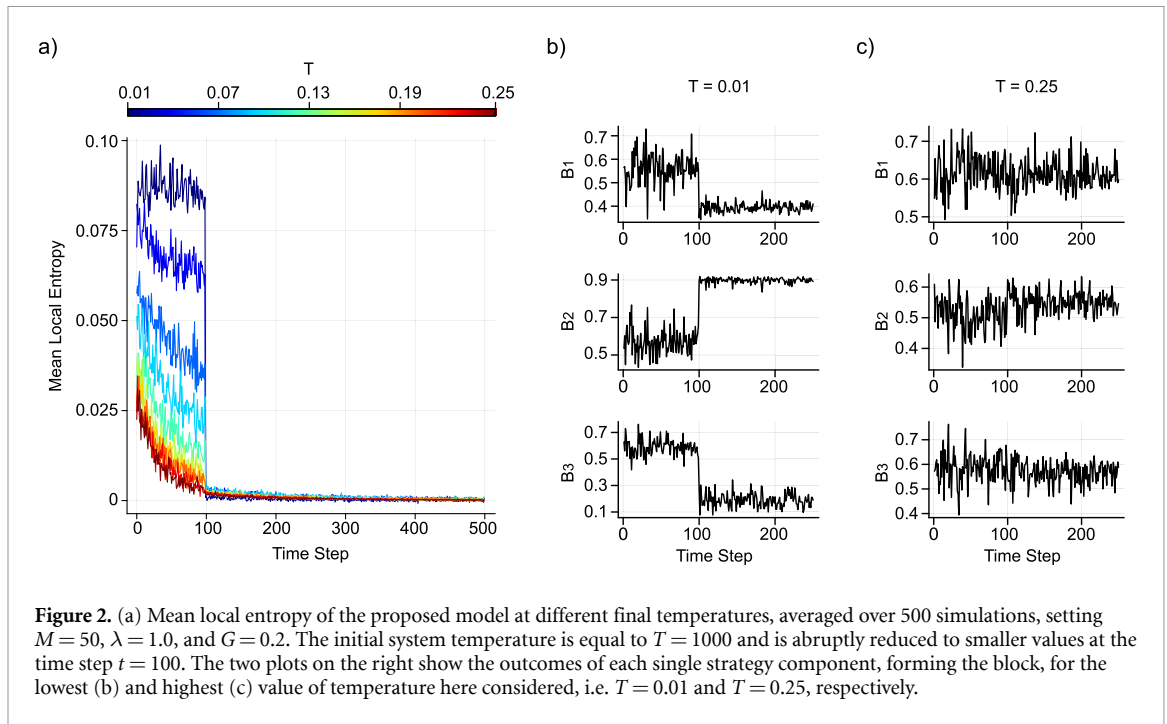 a)
T
0.01 0.07 0.13 0.19 0.25
0.10
0.075
0.050
0.025
0
Mean Local Entropy
0 100 200 300 400 500
Time Step
b)
T = 0.01
B1
0.7
0.6
0.5
0.4
0 100 200
B2
0.9
0.7
0.5
0 100 200
B3
0.7
0.5
0.3
0.1
0 100 200
Time Step
c)
T = 0.25
B1
0.7
0.6
0.5
0 100 200
B2
0.6
0.5
0.4
0 100 200
B3
0.7
0.6
0.5
0.4
0 100 200
Time Step
Figure 2. (a) Mean local entropy of the proposed model at different final temperatures, averaged over 500 simulations, setting
M = 50, λ = 1.0, and G = 0.2. The initial system temperature is equal to T = 1000 and is abruptly reduced to smaller values at the
time step t = 100. The two plots on the right show the outcomes of each single strategy component, forming the block, for the
lowest (b) and highest (c) value of temperature here considered, i.e. T = 0.01 and T = 0.25, respectively.